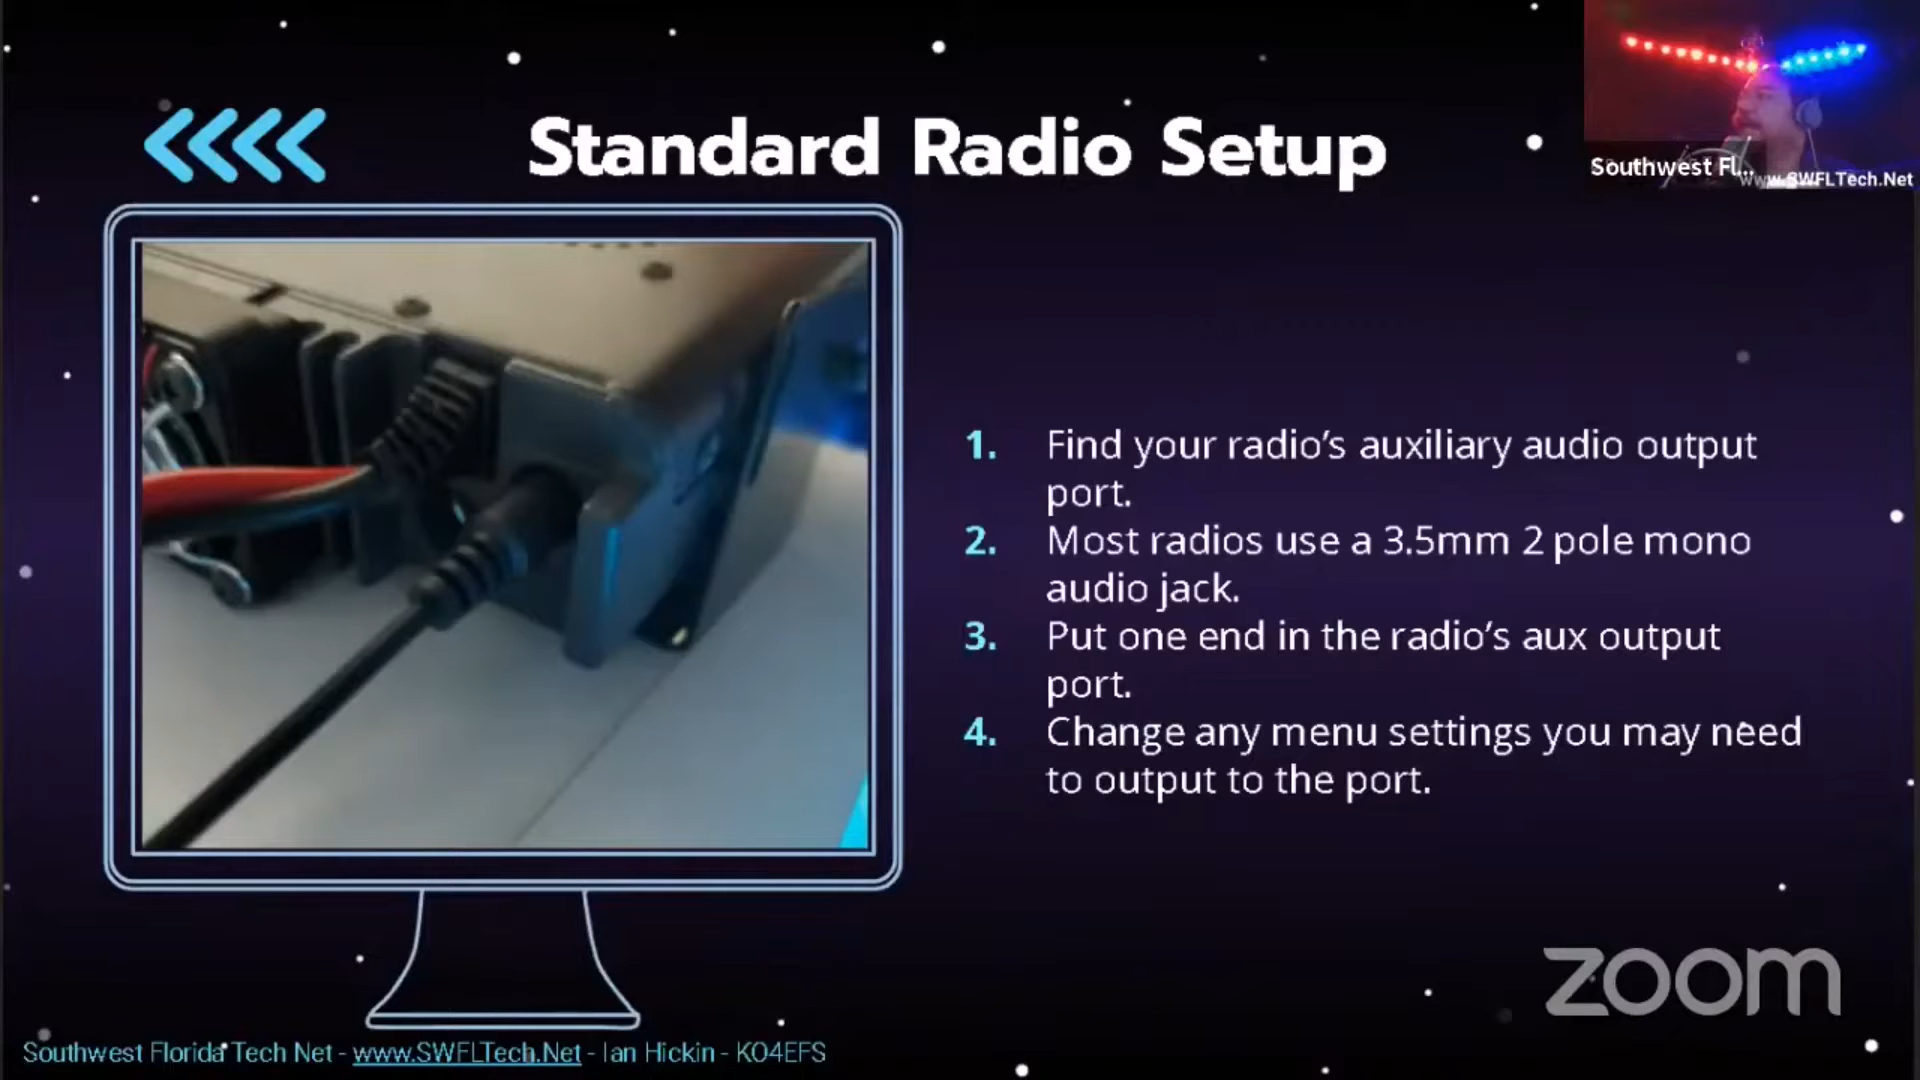 Standard Radio Setup
Southwest Fl...
Www.SWFLTech.Net
1. Find your radio's auxiliary audio output
port.
2. Most radios use a 3.5mm 2 pole mono
audio jack.
3. Put one end in the radio's aux output
port.
4. Change any menu settings you may need
to output to the port.
zoom
Southwest Florida Tech Net - www.SWFLTech.Net - Ian Hickin - KO4EFS